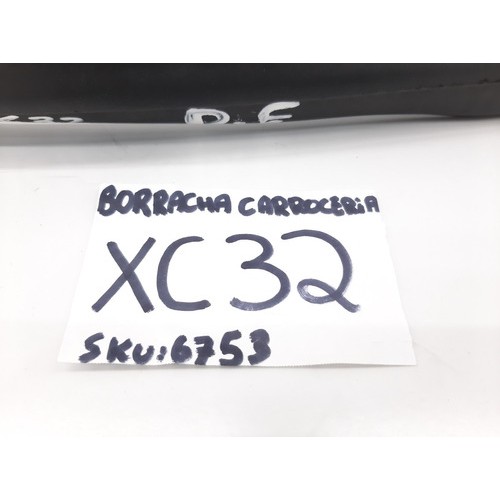 D.E
BORRACHA CARROCERIA
XC32
SKU:6753